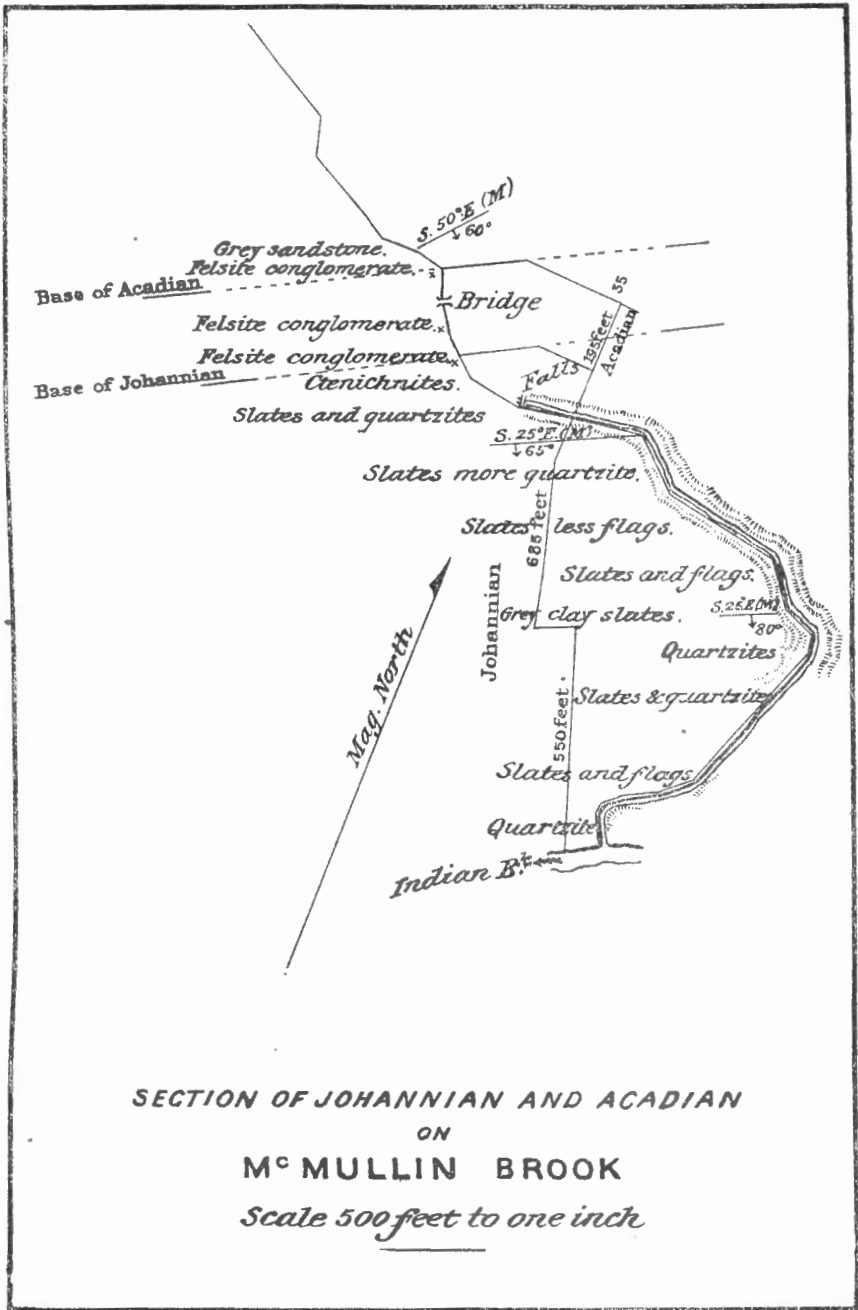 S. 50° E (M)
60°
Grey sandstone.
Felsite conglomerate.
Base of Acadian
35
Bridge
195 feet
Acadian
Felsite conglomerate.
Felsite conglomerate.
Base of Johannian
Ctenichnites.
Falls
Slates and quartzites
S. 25° E. (M)
65°
Slates more quartzite.
685 feet
Slates less flags.
Slates and flags.
Johannian
Grey clay slates.
S. 25° E (M)
80°
Quartzites
Mag. North
Slates & quartzite
550 feet.
Slates and flags
Quartzite
Indian
SECTION OF JOHANNIAN AND ACADIAN
ON
Mc MULLIN BROOK
Scale 500 feet to one inch